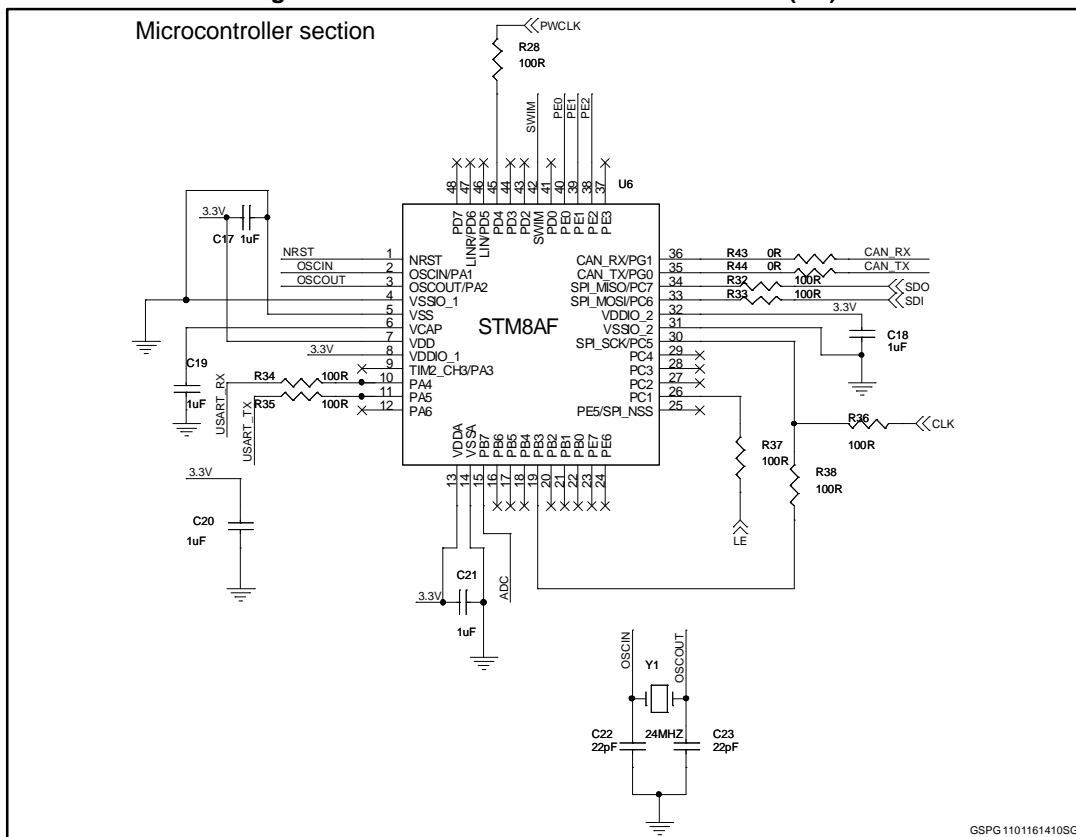 Microcontroller section
PWCLK
R28
100R
SWIM
PE0
PE1
PE2
48
47
46
45
44
43
42
41
40
39
38
37
U6
PD7
LINR/PD6
LIN/PD5
PD4
PD3
PD2
SWIM
PD0
PE0
PE1
PE2
PE3
3.3V
C17 1uF
NRST 1 NRST
OSCIN 2 OSCIN/PA1
OSCOUT 3 OSCOUT/PA2
4 VSSIO_1
5 VSS
6 VCAP
7 VDD
3.3V 8 VDDIO_1
9 TIM2_CH3/PA3
R34 100R 10 PA4
R35 100R 11 PA5
12 PA6
C19
1uF
USART_RX
USART_TX
STM8AF
CAN_RX/PG1 36 R43 0R CAN_RX
CAN_TX/PG0 35 R44 0R CAN_TX
SPI_MISO/PC7 34 R32 100R SDO
SPI_MOSI/PC6 33 R33 100R SDI
VDDIO_2 32 3.3V
VSSIO_2 31
SPI_SCK/PC5 30
PC4 29
PC3 28
PC2 27
PC1 26
PE5/SPI_NSS 25
C18
1uF
R36
100R
CLK
R37
100R
R38
100R
LE
VDDA
VSSA
PB7
PB6
PB5
PB4
PB3
PB2
PB1
PB0
PE7
PE6
13
14
15
16
17
18
19
20
21
22
23
24
3.3V
C20
1uF
3.3V
C21
1uF
ADC
OSCIN
OSCOUT
Y1
C22 24MHZ C23
22pF 22pF
GSPG1101161410SG